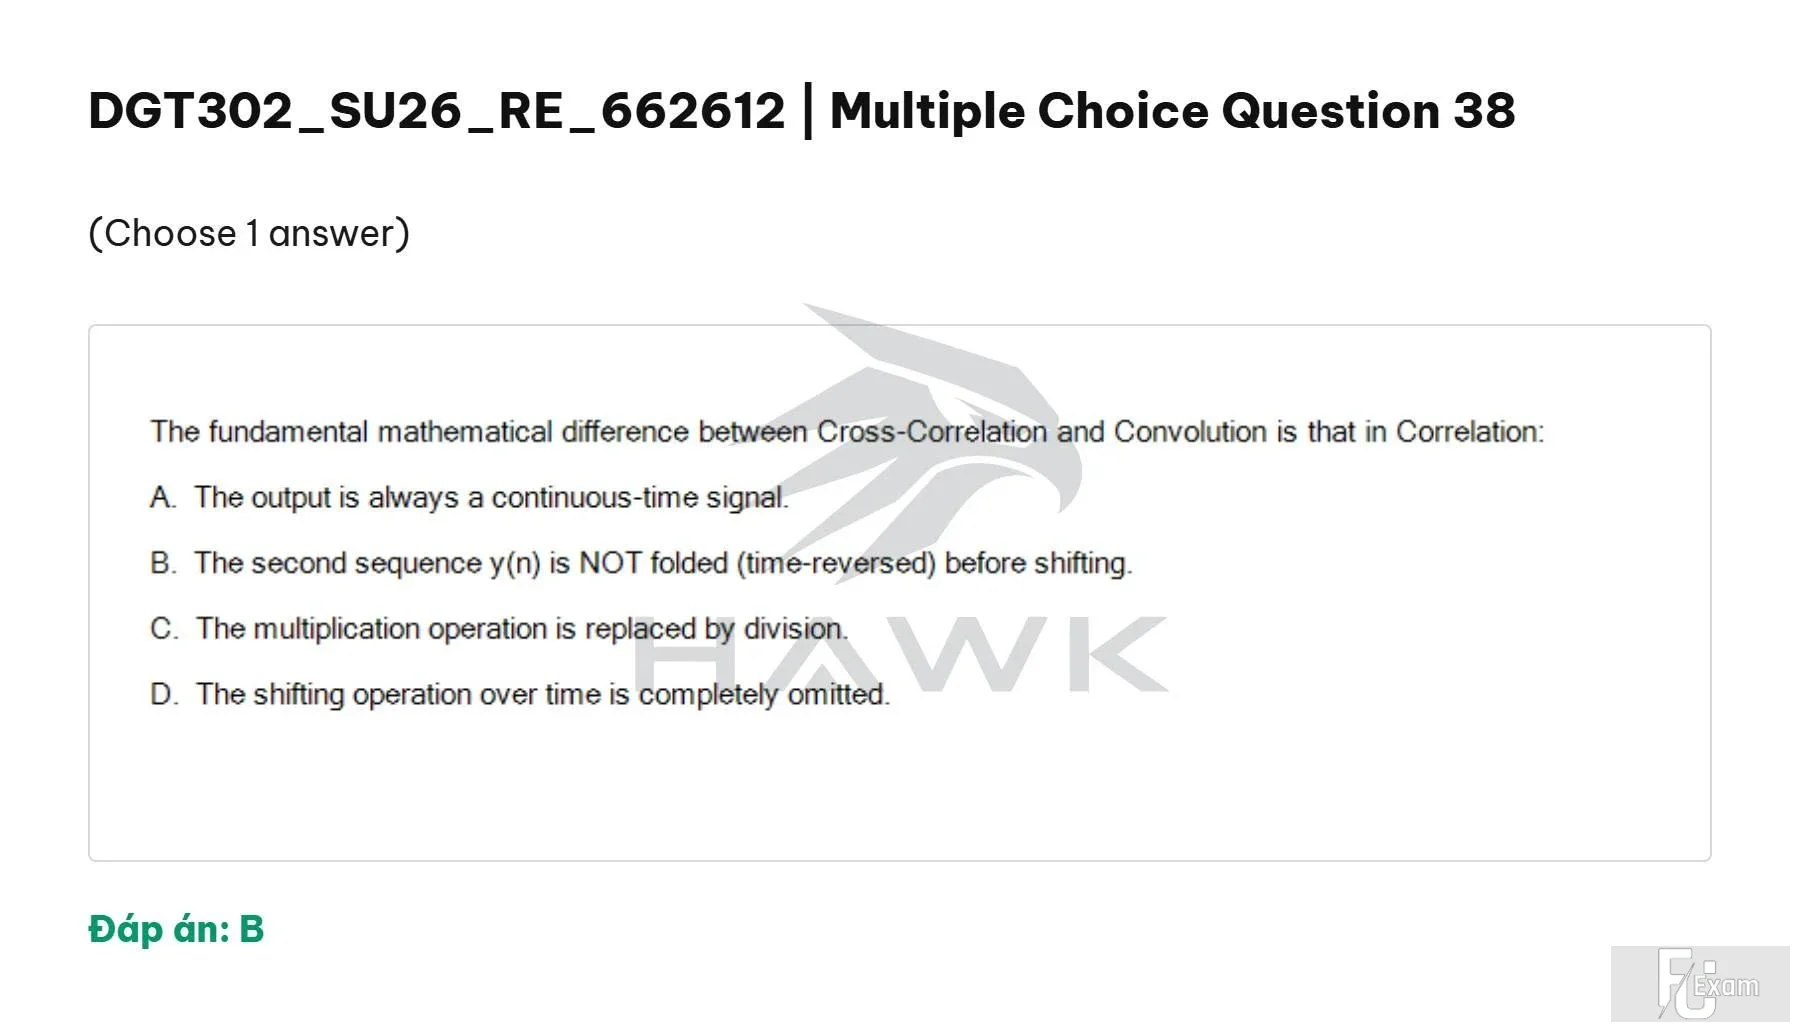 DGT302_SU26_RE_662612 | Multiple Choice Question 38
(Choose 1 answer)
The fundamental mathematical difference between Cross-Correlation and Convolution is that in Correlation:
A. The output is always a continuous-time signal.
B. The second sequence y(n) is NOT folded (time-reversed) before shifting.
C. The multiplication operation is replaced by division.
D. The shifting operation over time is completely omitted.
HAWK
Đáp án: B
FU Exam